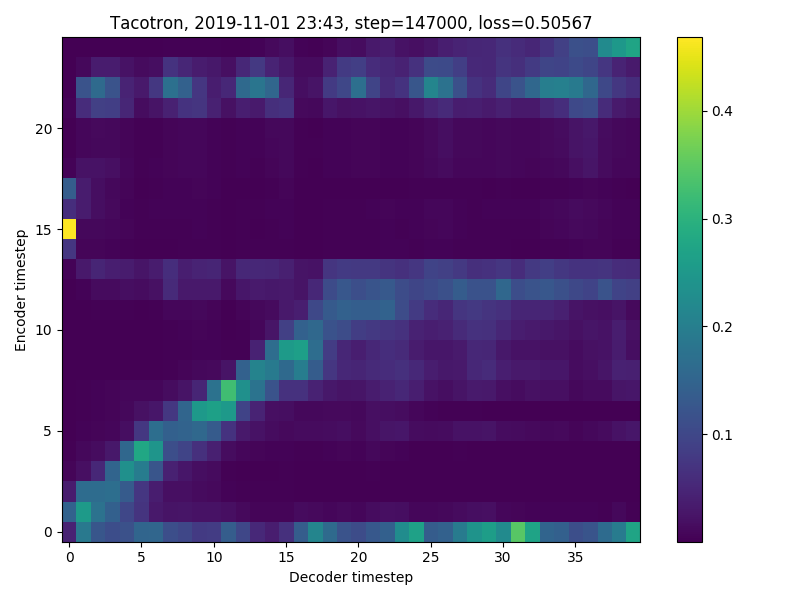 Tacotron, 2019-11-01 23:43, step=147000, loss=0.50567
Encoder timestep
20
15
10
5
0
0 5 10 15 20 25 30 35
Decoder timestep
0.4
0.3
0.2
0.1